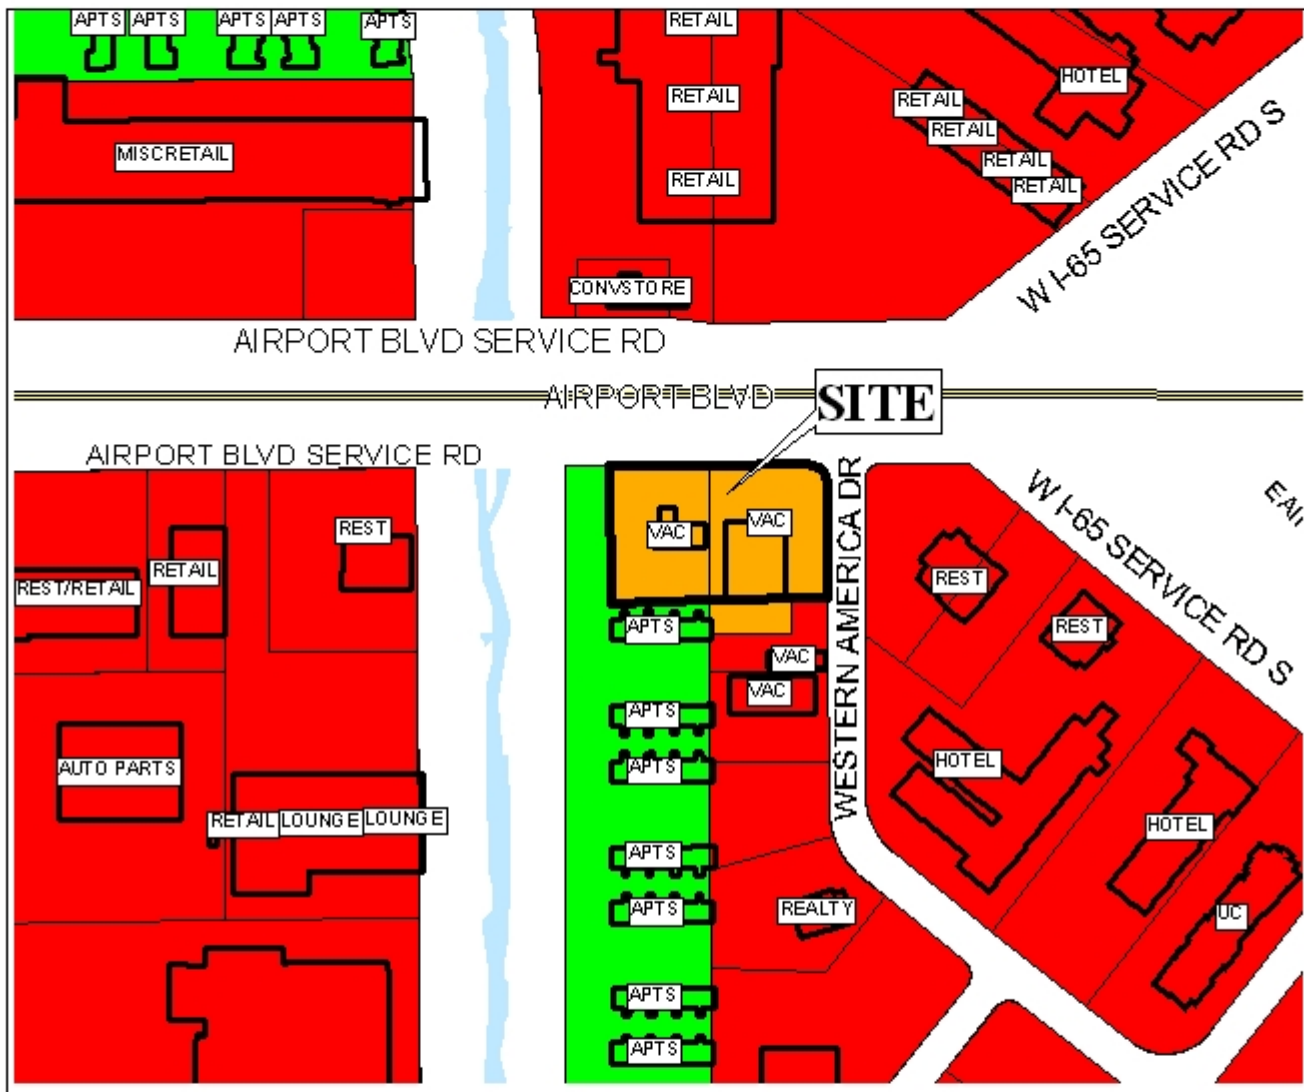 APTS APTS APTS APTS APTS
RETAIL
HOTEL
RETAIL
RETAIL
RETAIL
MISCRETAIL
RETAIL
RETAIL
RETAIL
W I-65 SERVICE RD S
CONVSTORE
AIRPORT BLVD SERVICE RD
AIRPORT BLVD
SITE
AIRPORT BLVD SERVICE RD
W I-65 SERVICE RD S
REST
VAC
VAC
RETAIL
REST/RETAIL
REST
APTS
REST
VAC
VAC
WESTERN AMERICA DR
APTS
APTS
HOTEL
AUTO PARTS
RETAIL LOUNGE LOUNGE
HOTEL
APTS
APTS
REALTY
UC
APTS
APTS